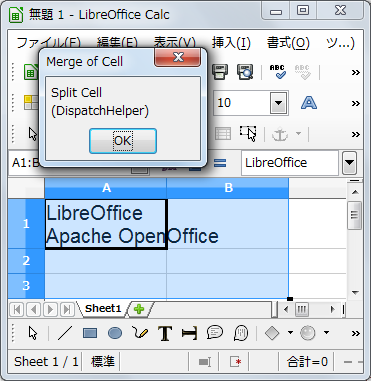 無題 1 - LibreOffice Calc
ファイル(F) 編集(E) 表示(V) 挿入(I) 書式(O) ツ...)
Merge of Cell
Split Cell
(DispatchHelper)
OK
ABC ABC
10 A
A1:B
LibreOffice
A B
1
LibreOffice
Apache OpenOffice
2
3
Sheet1
T
Sheet 1 / 1 標準 合計=0